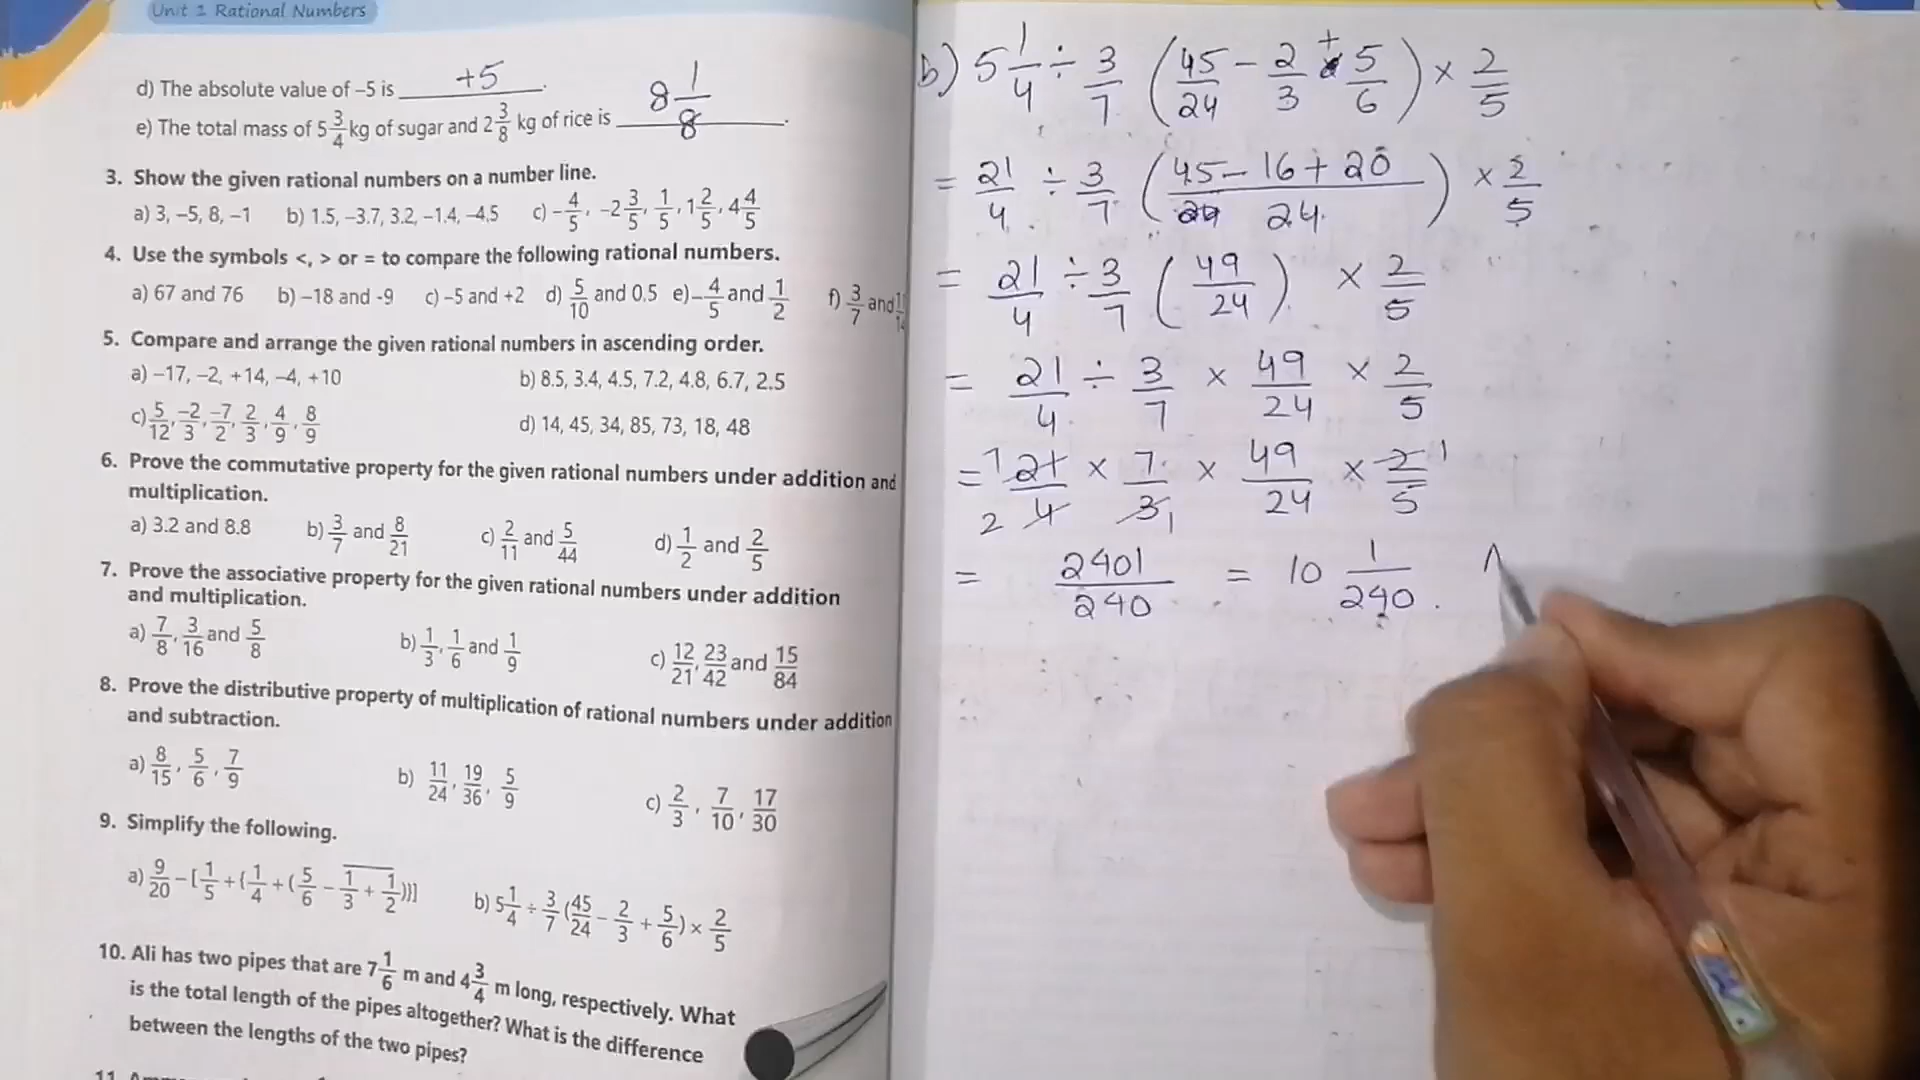 Unit 1 Rational Numbers
d) The absolute value of –5 is +5.
e) The total mass of 5 3/4 kg of sugar and 2 3/8 kg of rice is 8 1/8.
3. Show the given rational numbers on a number line.
a) 3, –5, 8, –1 b) 1.5, –3.7, 3.2, –1.4, –4.5 c) –4/5, –2 3/5, 1/5, 1 2/5, 4 4/5
4. Use the symbols <, > or = to compare the following rational numbers.
a) 67 and 76 b) –18 and -9 c) –5 and +2 d) 5/10 and 0.5 e) –4/5 and 1/2 f) 3/7 and
5. Compare and arrange the given rational numbers in ascending order.
a) –17, –2, +14, –4, +10 b) 8.5, 3.4, 4.5, 7.2, 4.8, 6.7, 2.5
c) 5/12, –2/3, –7/2, 2/3, 4/9, 8/9 d) 14, 45, 34, 85, 73, 18, 48
6. Prove the commutative property for the given rational numbers under addition and
multiplication.
a) 3.2 and 8.8 b) 3/7 and 8/21 c) 2/11 and 5/44 d) 1/2 and 2/5
7. Prove the associative property for the given rational numbers under addition
and multiplication.
a) 7/8, 3/16 and 5/8 b) 1/3, 1/6 and 1/9 c) 12/21, 23/42 and 15/84
8. Prove the distributive property of multiplication of rational numbers under addition
and subtraction.
a) 8/15, 5/6, 7/9 b) 11/24, 19/36, 5/9 c) 2/3, 7/10, 17/30
9. Simplify the following.
a) 9/20 – [1/5 + {1/4 + (5/6 – 1/3 + 1/2)}] b) 5 1/4 ÷ 3/7 (45/24 – 2/3 + 5/6) × 2/5
10. Ali has two pipes that are 7 1/6 m and 4 3/4 m long, respectively. What
is the total length of the pipes altogether? What is the difference
between the lengths of the two pipes?
11.
b) 5 1/4 ÷ 3/7 (45/24 – 2/3 + 5/6) × 2/5
= 21/4 ÷ 3/7 (45 – 16 + 20 / 24) × 2/5
= 21/4 ÷ 3/7 (49/24) × 2/5
= 21/4 ÷ 3/7 × 49/24 × 2/5
= 7 21/4 2 × 7/3 1 × 49/24 × 2/5 1
= 2401/240 = 10 1/240.